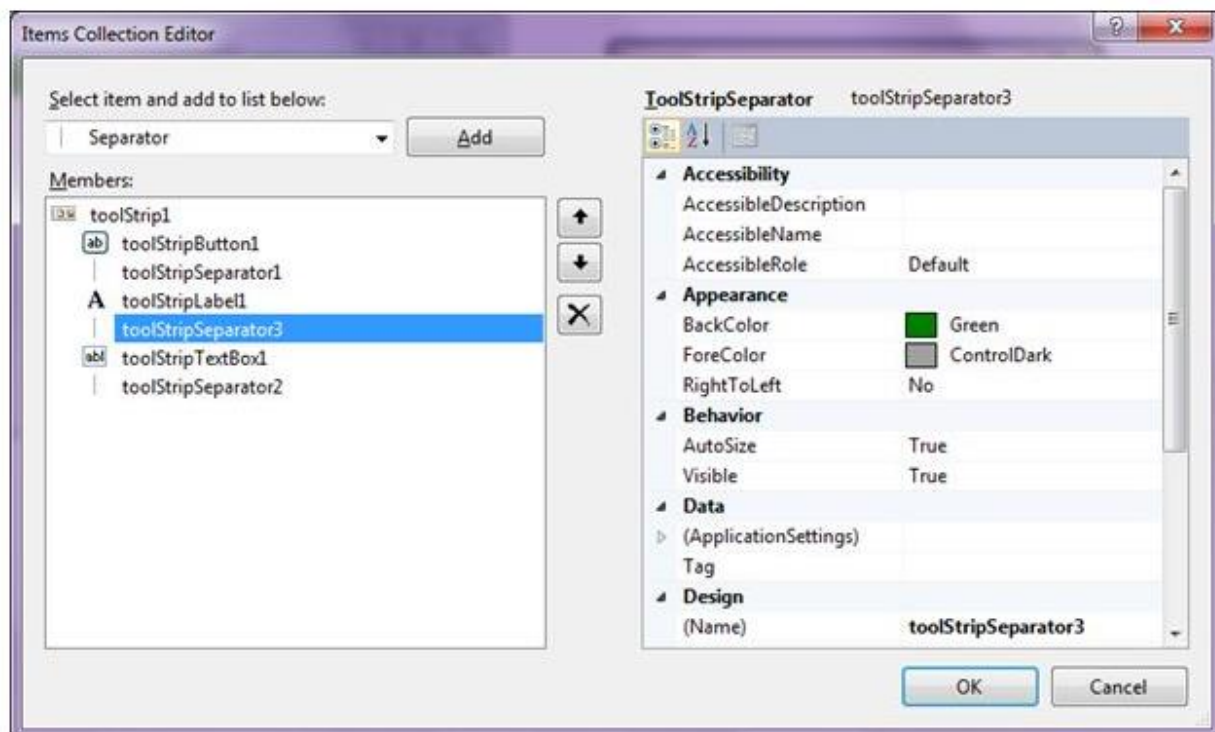 Items Collection Editor
Select item and add to list below:
Separator
Add
Members:
toolStrip1
toolStripButton1
toolStripSeparator1
A toolStripLabel1
toolStripSeparator3
abl toolStripTextBox1
toolStripSeparator2
ToolStripSeparator toolStripSeparator3
Accessibility
AccessibleDescription
AccessibleName
AccessibleRole Default
Appearance
BackColor Green
ForeColor ControlDark
RightToLeft No
Behavior
AutoSize True
Visible True
Data
(ApplicationSettings)
Tag
Design
(Name) toolStripSeparator3
OK
Cancel